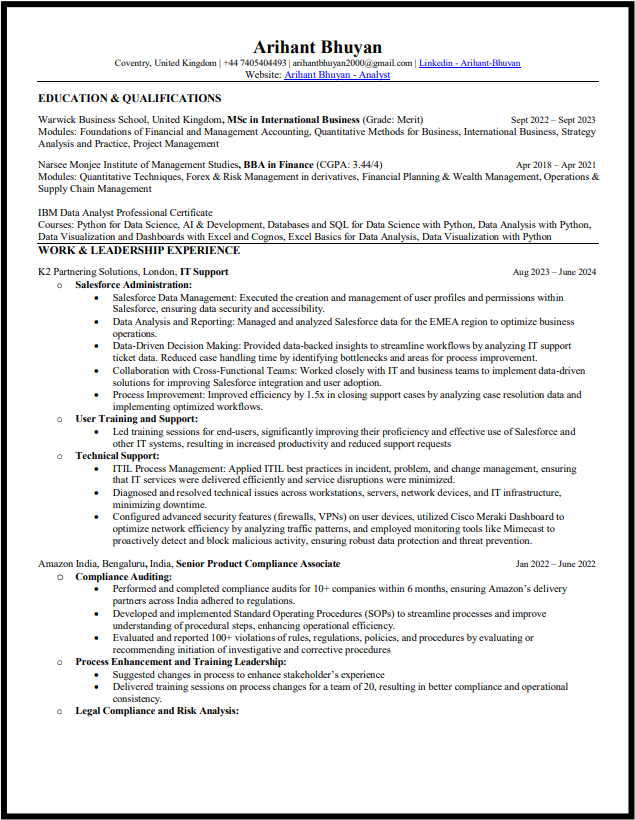 Arihant Bhuyan
Coventry, United Kingdom | +44 7405404493 | arihantbhuyan2000@gmail.com | Linkedin - Arihant-Bhuyan
Website: Arihant Bhuyan - Analyst
EDUCATION & QUALIFICATIONS
Warwick Business School, United Kingdom, MSc in International Business (Grade: Merit) Sept 2022 – Sept 2023
Modules: Foundations of Financial and Management Accounting, Quantitative Methods for Business, International Business, Strategy
Analysis and Practice, Project Management
Narsee Monjee Institute of Management Studies, BBA in Finance (CGPA: 3.44/4) Apr 2018 – Apr 2021
Modules: Quantitative Techniques, Forex & Risk Management in derivatives, Financial Planning & Wealth Management, Operations &
Supply Chain Management
IBM Data Analyst Professional Certificate
Courses: Python for Data Science, AI & Development, Databases and SQL for Data Science with Python, Data Analysis with Python,
Data Visualization and Dashboards with Excel and Cognos, Excel Basics for Data Analysis, Data Visualization with Python
WORK & LEADERSHIP EXPERIENCE
K2 Partnering Solutions, London, IT Support Aug 2023 – June 2024
o Salesforce Administration:
• Salesforce Data Management: Executed the creation and management of user profiles and permissions within
Salesforce, ensuring data security and accessibility.
• Data Analysis and Reporting: Managed and analyzed Salesforce data for the EMEA region to optimize business
operations.
• Data-Driven Decision Making: Provided data-backed insights to streamline workflows by analyzing IT support
ticket data. Reduced case handling time by identifying bottlenecks and areas for process improvement.
• Collaboration with Cross-Functional Teams: Worked closely with IT and business teams to implement data-driven
solutions for improving Salesforce integration and user adoption.
• Process Improvement: Improved efficiency by 1.5x in closing support cases by analyzing case resolution data and
implementing optimized workflows.
o User Training and Support:
• Led training sessions for end-users, significantly improving their proficiency and effective use of Salesforce and
other IT systems, resulting in increased productivity and reduced support requests
o Technical Support:
• ITIL Process Management: Applied ITIL best practices in incident, problem, and change management, ensuring
that IT services were delivered efficiently and service disruptions were minimized.
• Diagnosed and resolved technical issues across workstations, servers, network devices, and IT infrastructure,
minimizing downtime.
• Configured advanced security features (firewalls, VPNs) on user devices, utilized Cisco Meraki Dashboard to
optimize network efficiency by analyzing traffic patterns, and employed monitoring tools like Mimecast to
proactively detect and block malicious activity, ensuring robust data protection and threat prevention.
Amazon India, Bengaluru, India, Senior Product Compliance Associate Jan 2022 – June 2022
o Compliance Auditing:
• Performed and completed compliance audits for 10+ companies within 6 months, ensuring Amazon's delivery
partners across India adhered to regulations.
• Developed and implemented Standard Operating Procedures (SOPs) to streamline processes and improve
understanding of procedural steps, enhancing operational efficiency.
• Evaluated and reported 100+ violations of rules, regulations, policies, and procedures by evaluating or
recommending initiation of investigative and corrective procedures
o Process Enhancement and Training Leadership:
• Suggested changes in process to enhance stakeholder's experience
• Delivered training sessions on process changes for a team of 20, resulting in better compliance and operational
consistency.
o Legal Compliance and Risk Analysis: